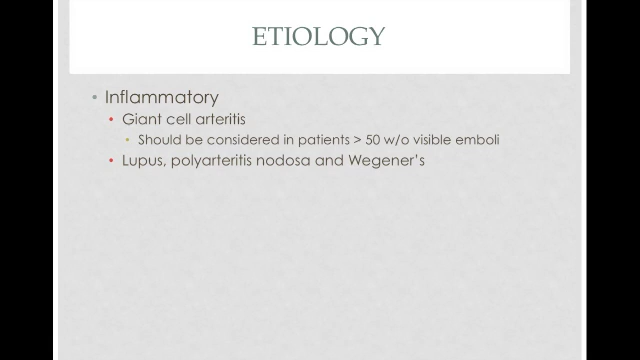 ETIOLOGY
• Inflammatory
• Giant cell arteritis
• Should be considered in patients > 50 w/o visible emboli
• Lupus, polyarteritis nodosa and Wegener’s